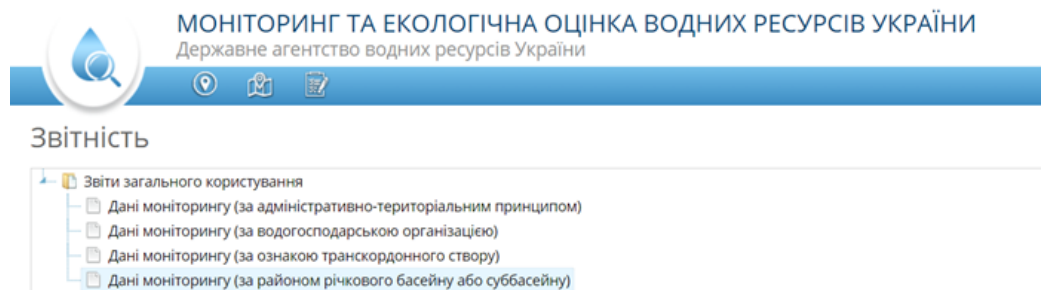 МОНІТОРИНГ ТА ЕКОЛОГІЧНА ОЦІНКА ВОДНИХ РЕСУРСІВ УКРАЇНИ
Державне агентство водних ресурсів України
Звітність
Звіти загального користування
Дані моніторингу (за адміністративно-територіальним принципом)
Дані моніторингу (за водогосподарською організацією)
Дані моніторингу (за ознакою транскордонного створу)
Дані моніторингу (за районом річкового басейну або суббасейну)